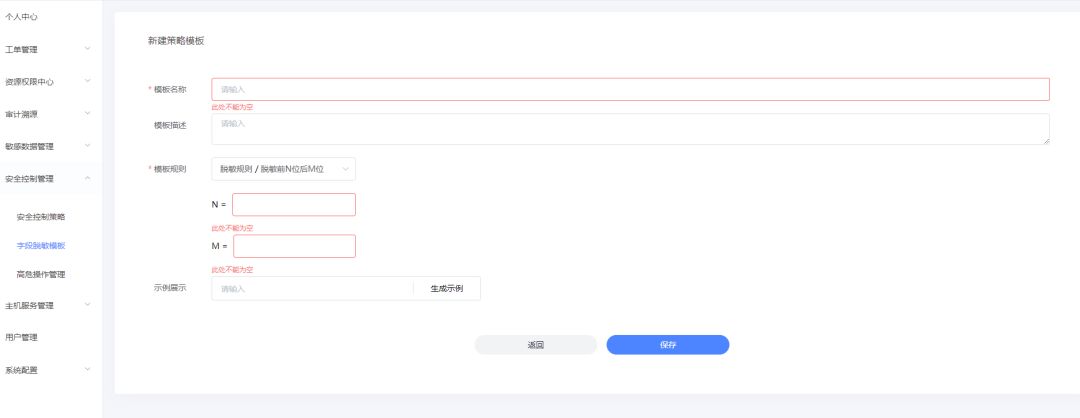 个人中心
工单管理
资源权限中心
审计溯源
敏感数据管理
安全控制管理
安全控制策略
字段脱敏模板
高危操作管理
主机服务管理
用户管理
系统配置
新建策略模板
* 模板名称 请输入
此处不能为空
模板描述 请输入
* 模板规则 脱敏规则 / 脱敏前N位后M位
N =
此处不能为空
M =
此处不能为空
示例展示 请输入 生成示例
返回 保存